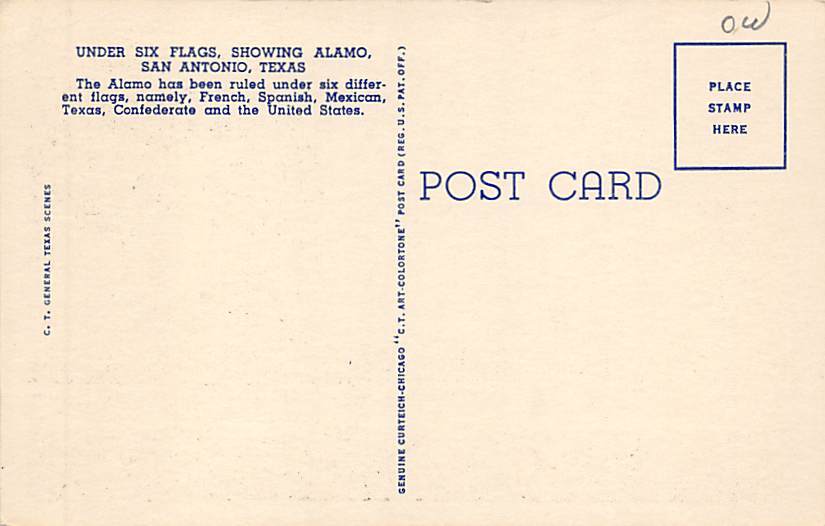 UNDER SIX FLAGS, SHOWING ALAMO,
SAN ANTONIO, TEXAS
The Alamo has been ruled under six differ-
ent flags, namely, French, Spanish, Mexican,
Texas, Confederate and the United States.
C. T. GENERAL TEXAS SCENES
GENUINE CURTEICH-CHICAGO "C.T. ART-COLORTONE" POST CARD (REG. U.S. PAT. OFF.)
POST CARD
PLACE
STAMP
HERE